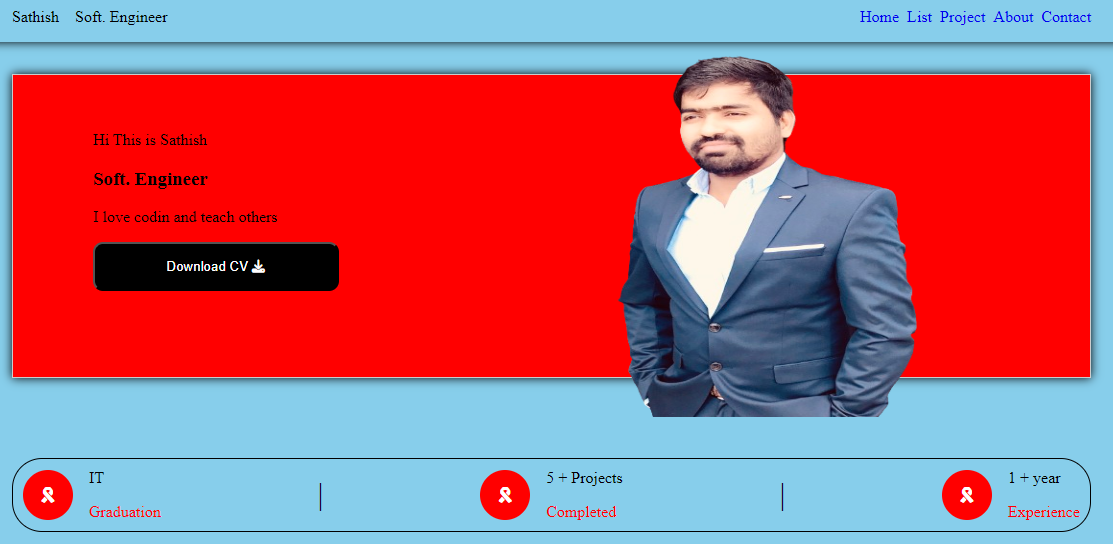 Sathish Soft. Engineer
Home List Project About Contact
Hi This is Sathish
Soft. Engineer
I love codin and teach others
Download CV
IT
Graduation
5 + Projects
Completed
1 + year
Experience